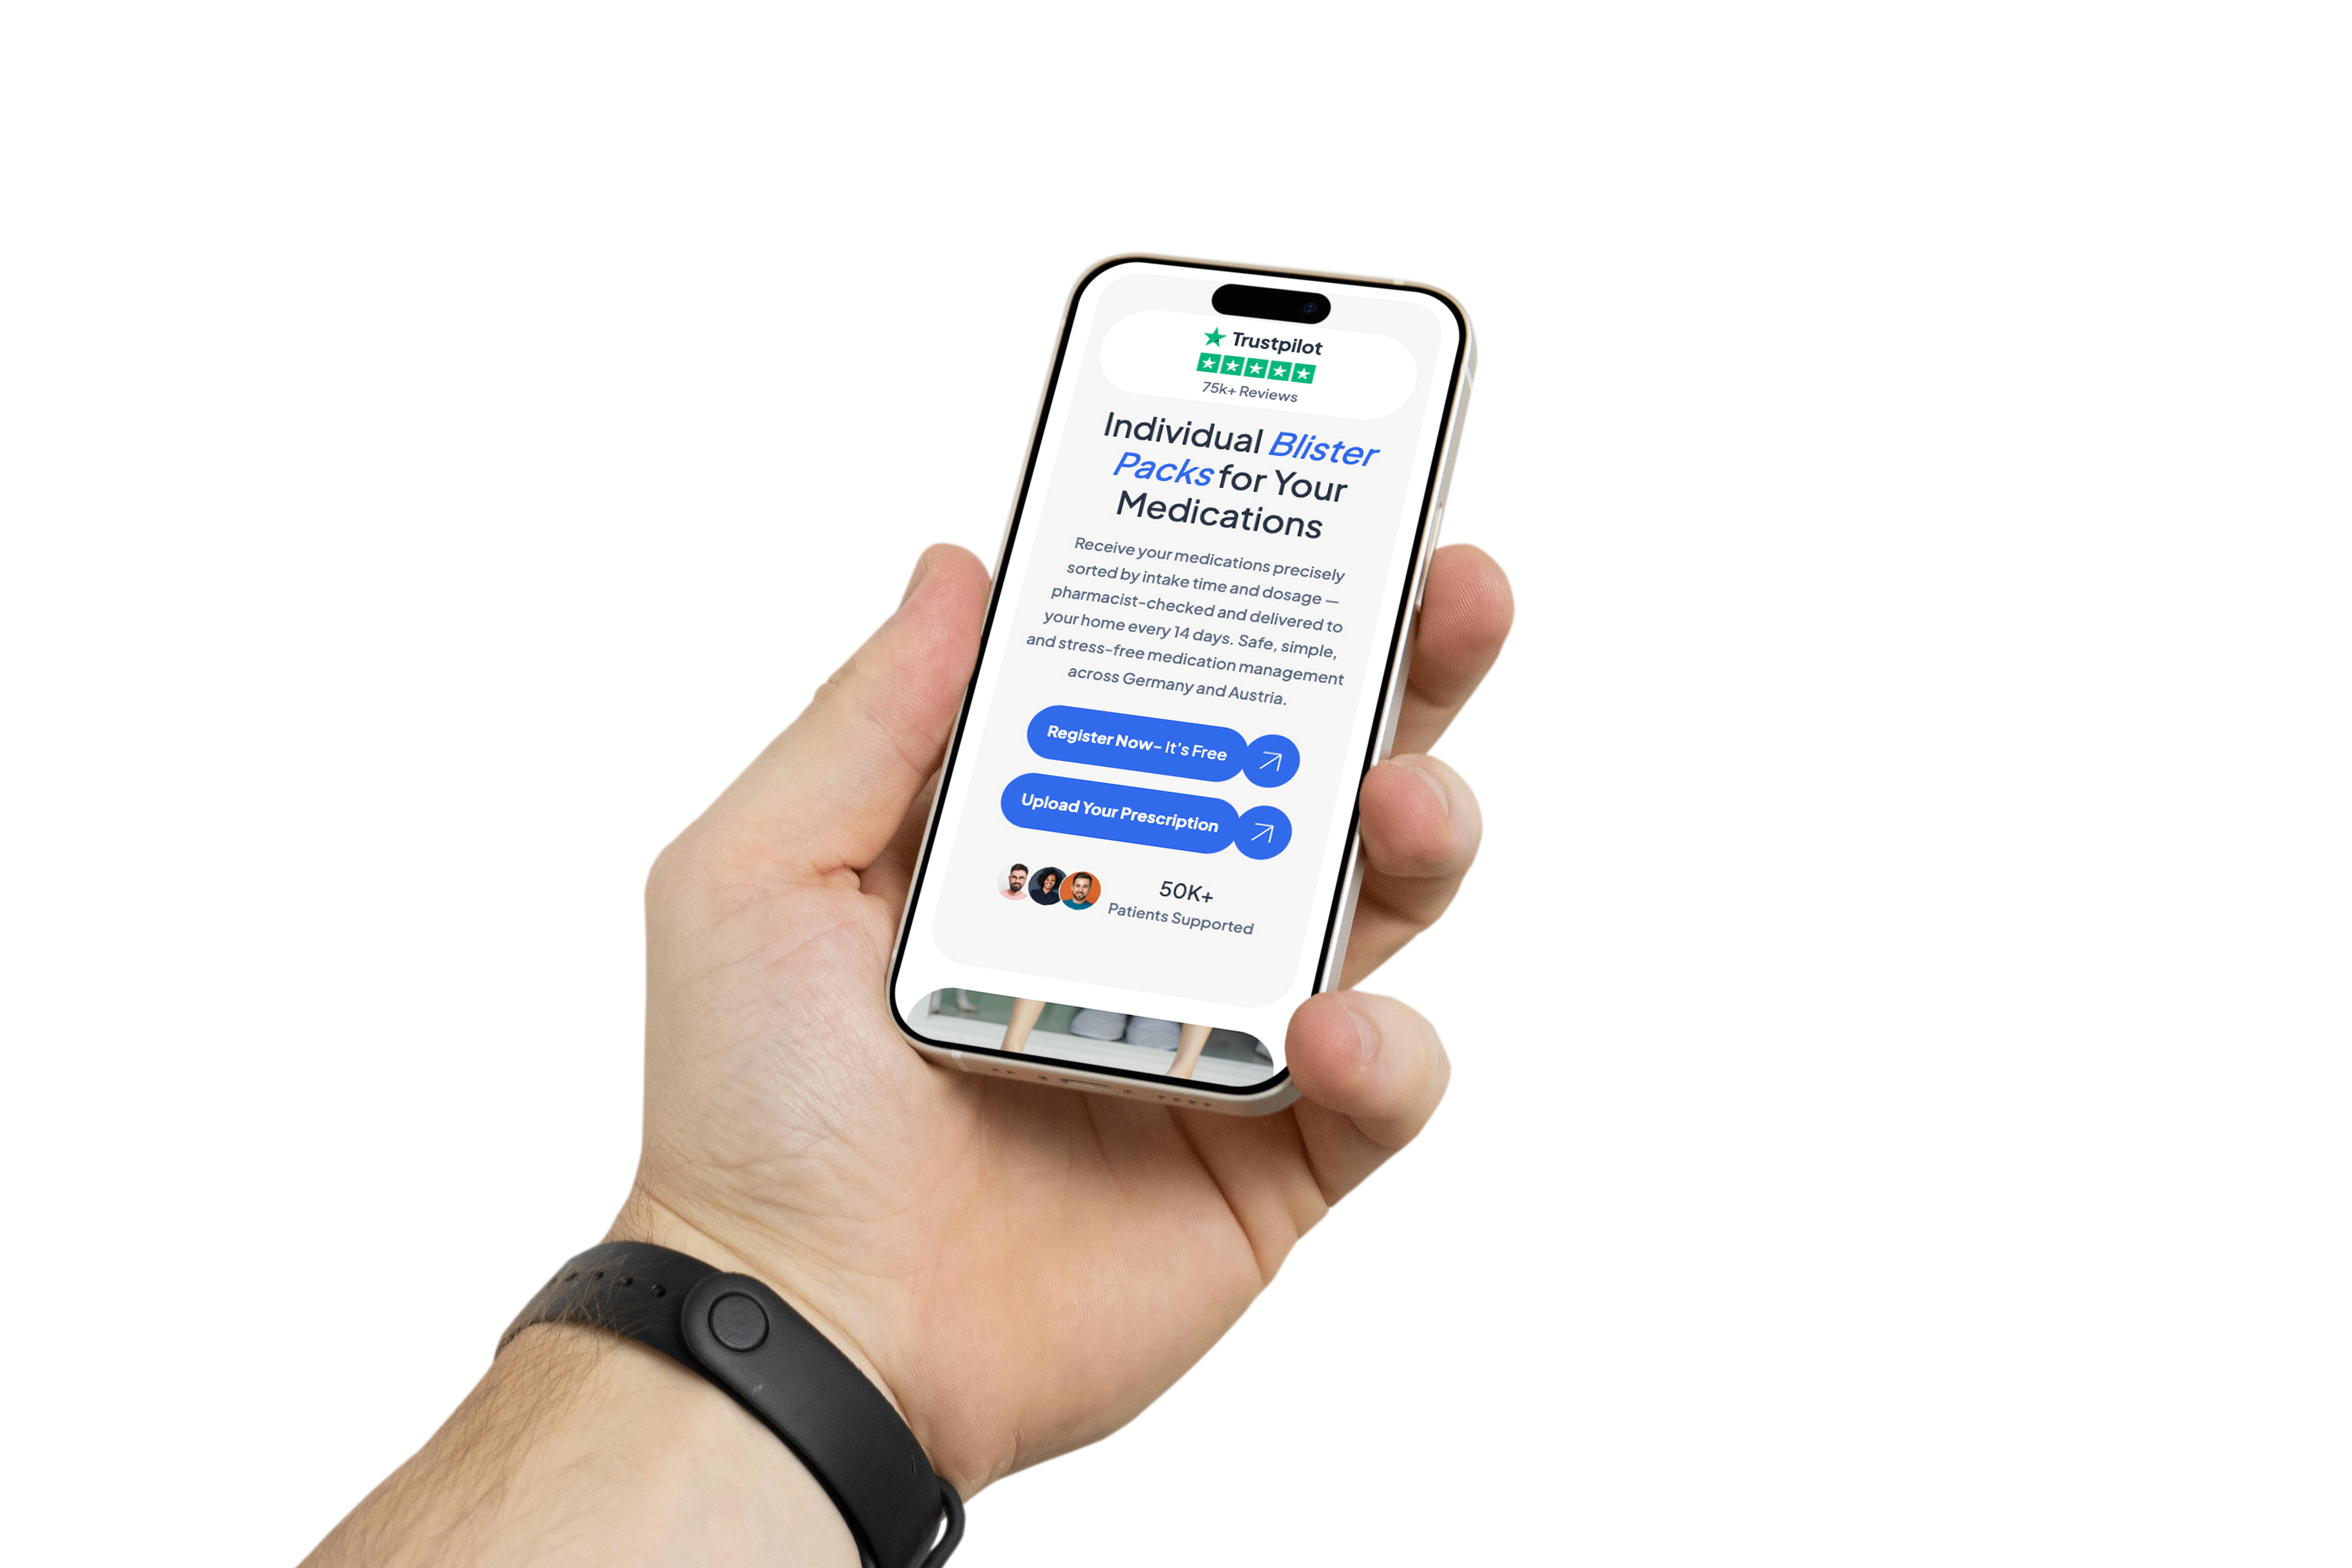 Trustpilot
75k+ Reviews
Individual Blister
Packs for Your
Medications
Receive your medications precisely
sorted by intake time and dosage —
pharmacist-checked and delivered to
your home every 14 days. Safe, simple,
and stress-free medication management
across Germany and Austria.
Register Now– It's Free
Upload Your Prescription
50K+
Patients Supported